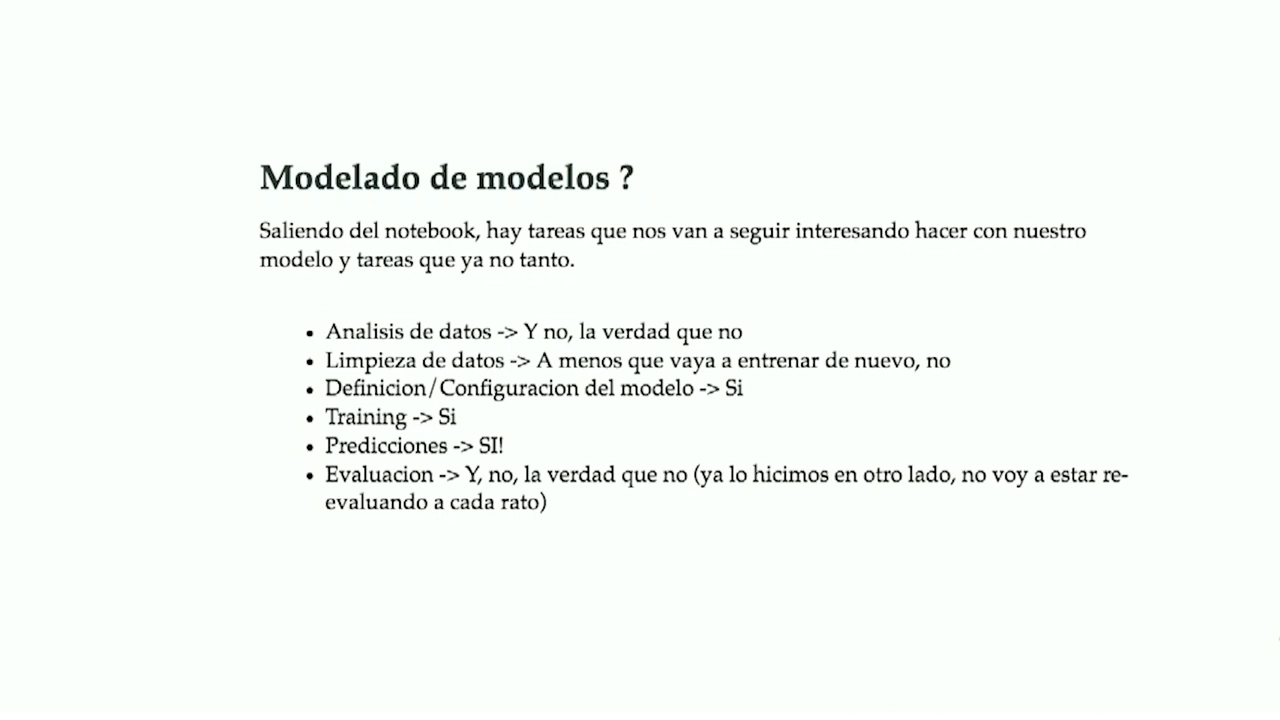 Modelado de modelos ?
Saliendo del notebook, hay tareas que nos van a seguir interesando hacer con nuestro
modelo y tareas que ya no tanto.
• Analisis de datos -> Y no, la verdad que no
• Limpieza de datos -> A menos que vaya a entrenar de nuevo, no
• Definicion/Configuracion del modelo -> Si
• Training -> Si
• Predicciones -> SI!
• Evaluacion -> Y, no, la verdad que no (ya lo hicimos en otro lado, no voy a estar re-
evaluando a cada rato)